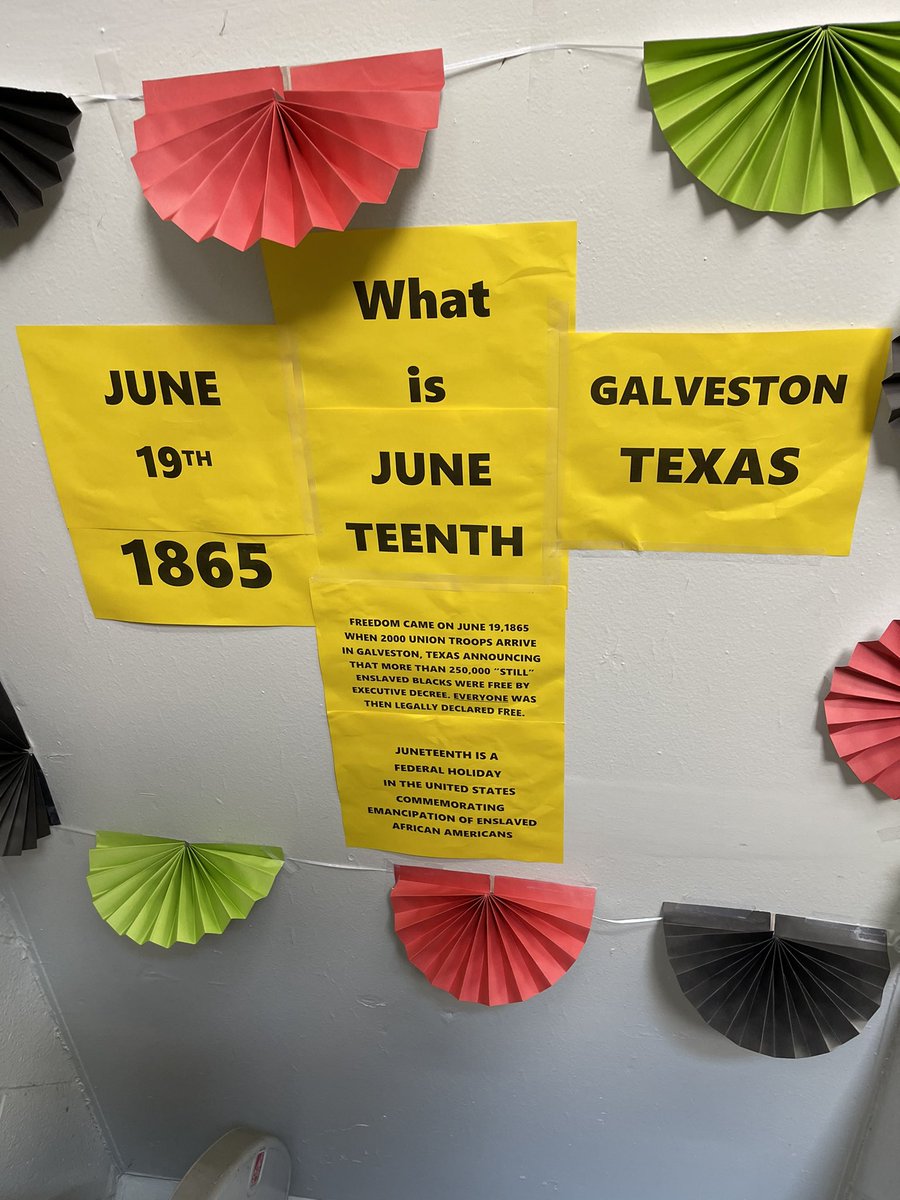 What
is
JUNE
TEENTH
JUNE
19TH
1865
GALVESTON
TEXAS
FREEDOM CAME ON JUNE 19,1865
WHEN 2000 UNION TROOPS ARRIVE
IN GALVESTON, TEXAS ANNOUNCING
THAT MORE THAN 250,000 "STILL"
ENSLAVED BLACKS WERE FREE BY
EXECUTIVE DECREE. EVERYONE WAS
THEN LEGALLY DECLARED FREE.
JUNETEENTH IS A
FEDERAL HOLIDAY
IN THE UNITED STATES
COMMEMORATING
EMANCIPATION OF ENSLAVED
AFRICAN AMERICANS